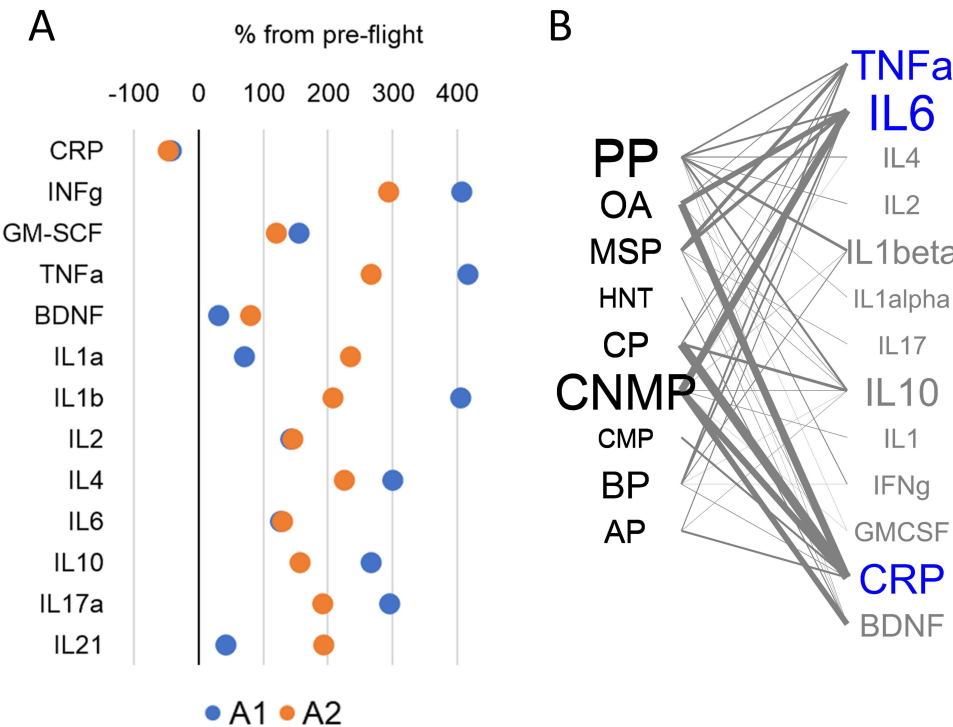 A
% from pre-flight
-100 0 100 200 300 400
CRP
INFg
GM-SCF
TNFa
BDNF
IL1a
IL1b
IL2
IL4
IL6
IL10
IL17a
IL21
A1 A2
B
PP
OA
MSP
HNT
CP
CNMP
CMP
BP
AP
TNFa
IL6
IL4
IL2
IL1beta
IL1alpha
IL17
IL10
IL1
IFNg
GMCSF
CRP
BDNF